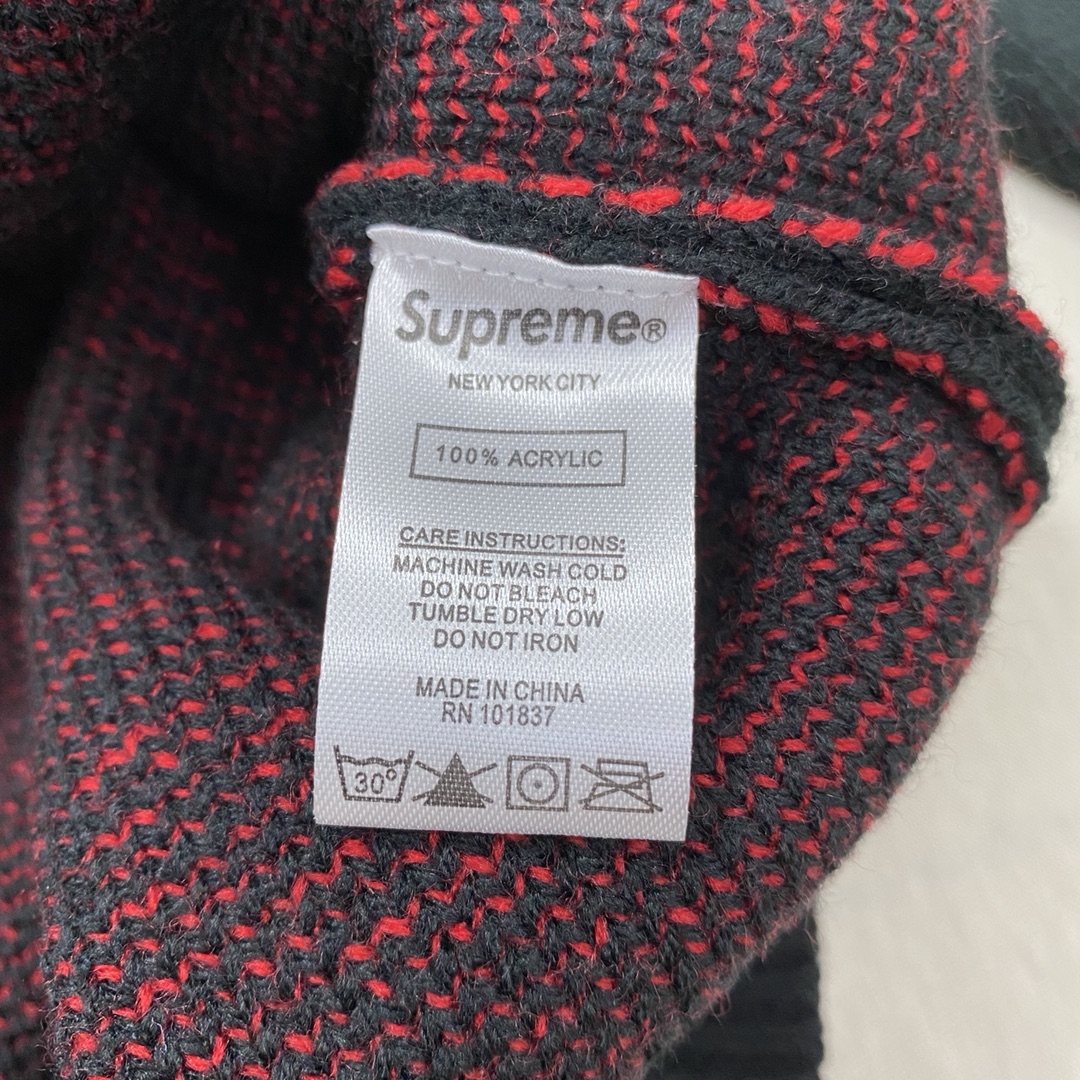 Supreme®
NEW YORK CITY
100% ACRYLIC
CARE INSTRUCTIONS:
MACHINE WASH COLD
DO NOT BLEACH
TUMBLE DRY LOW
DO NOT IRON
MADE IN CHINA
RN 101837
30°